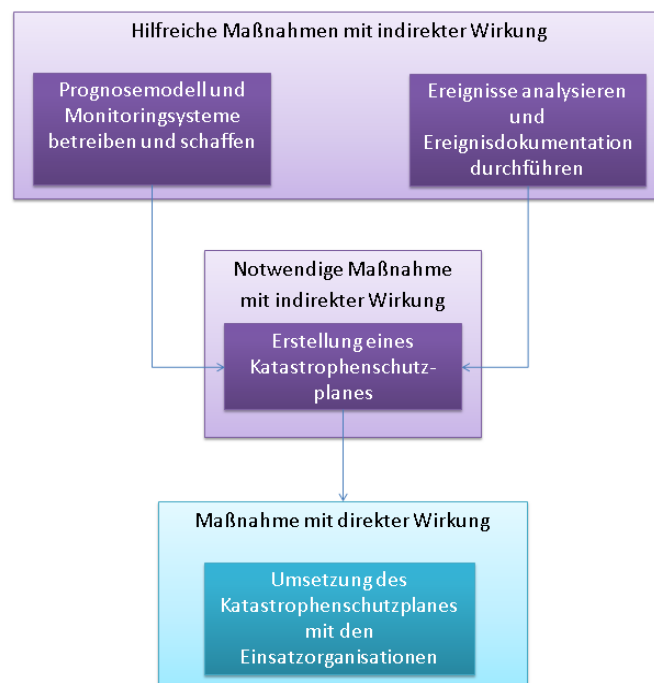 Hilfreiche Maßnahmen mit indirekter Wirkung
Prognosemodell und
Monitoringsysteme
betreiben und schaffen
Ereignisse analysieren
und
Ereignisdokumentation
durchführen
Notwendige Maßnahme
mit indirekter Wirkung
Erstellung eines
Katastrophenschutz-
planes
Maßnahme mit direkter Wirkung
Umsetzung des
Katastrophenschutzplanes
mit den
Einsatzorganisationen